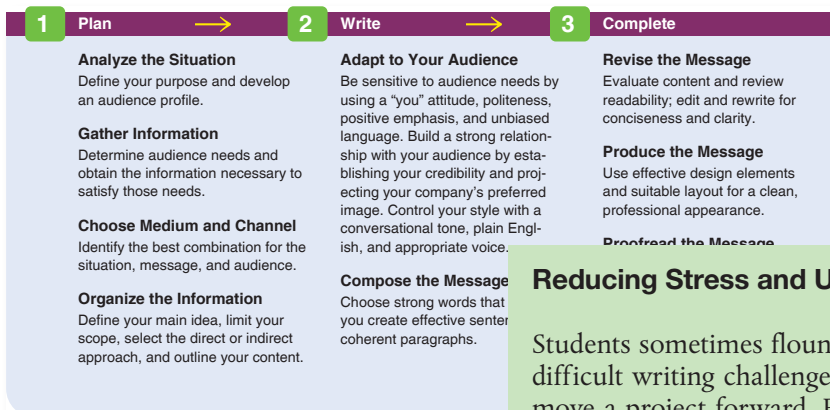 1 Plan → 2 Write → 3 Complete
Analyze the Situation
Define your purpose and develop
an audience profile.
Gather Information
Determine audience needs and
obtain the information necessary to
satisfy those needs.
Choose Medium and Channel
Identify the best combination for the
situation, message, and audience.
Organize the Information
Define your main idea, limit your
scope, select the direct or indirect
approach, and outline your content.
Adapt to Your Audience
Be sensitive to audience needs by
using a “you” attitude, politeness,
positive emphasis, and unbiased
language. Build a strong relation-
ship with your audience by esta-
blishing your credibility and proj-
ecting your company’s preferred
image. Control your style with a
conversational tone, plain Engl-
ish, and appropriate voice.
Compose the Message
Choose strong words that
you create effective senten
coherent paragraphs.
Revise the Message
Evaluate content and review
readability; edit and rewrite for
conciseness and clarity.
Produce the Message
Use effective design elements
and suitable layout for a clean,
professional appearance.
Proofread the Message
Reducing Stress and U
Students sometimes floun
difficult writing challenge
move a project forward.